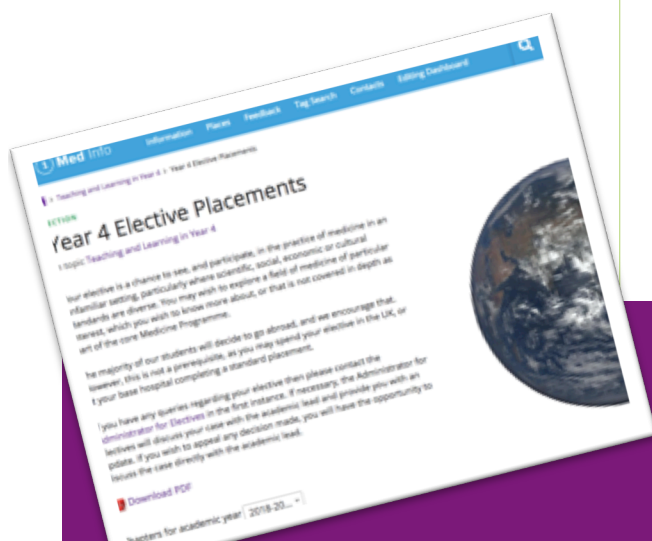 1 Med Info
Information Places Feedback Tag Search Contacts Editing Dashboard
> Teaching and Learning in Year 4 > Year 4 Elective Placements
ECTION
Year 4 Elective Placements
topic Teaching and Learning in Year 4
our elective is a chance to see, and participate, in the practice of medicine in an
nfamiliar setting, particularly where scientific, social, economic or cultural
tandards are diverse. You may wish to explore a field of medicine of particular
terest, which you wish to know more about, or that is not covered in depth as
art of the core Medicine Programme.
he majority of our students will decide to go abroad, and we encourage that.
owever, this is not a prerequisite, as you may spend your elective in the UK, or
t your base hospital completing a standard placement.
you have any queries regarding your elective then please contact the
dministrator for Electives in the first instance. If necessary, the Administrator for
lectives will discuss your case with the academic lead and provide you with an
pdate. If you wish to appeal any decision made, you will have the opportunity to
iscuss the case directly with the academic lead.
Download PDF
hapters for academic year 2018-20...